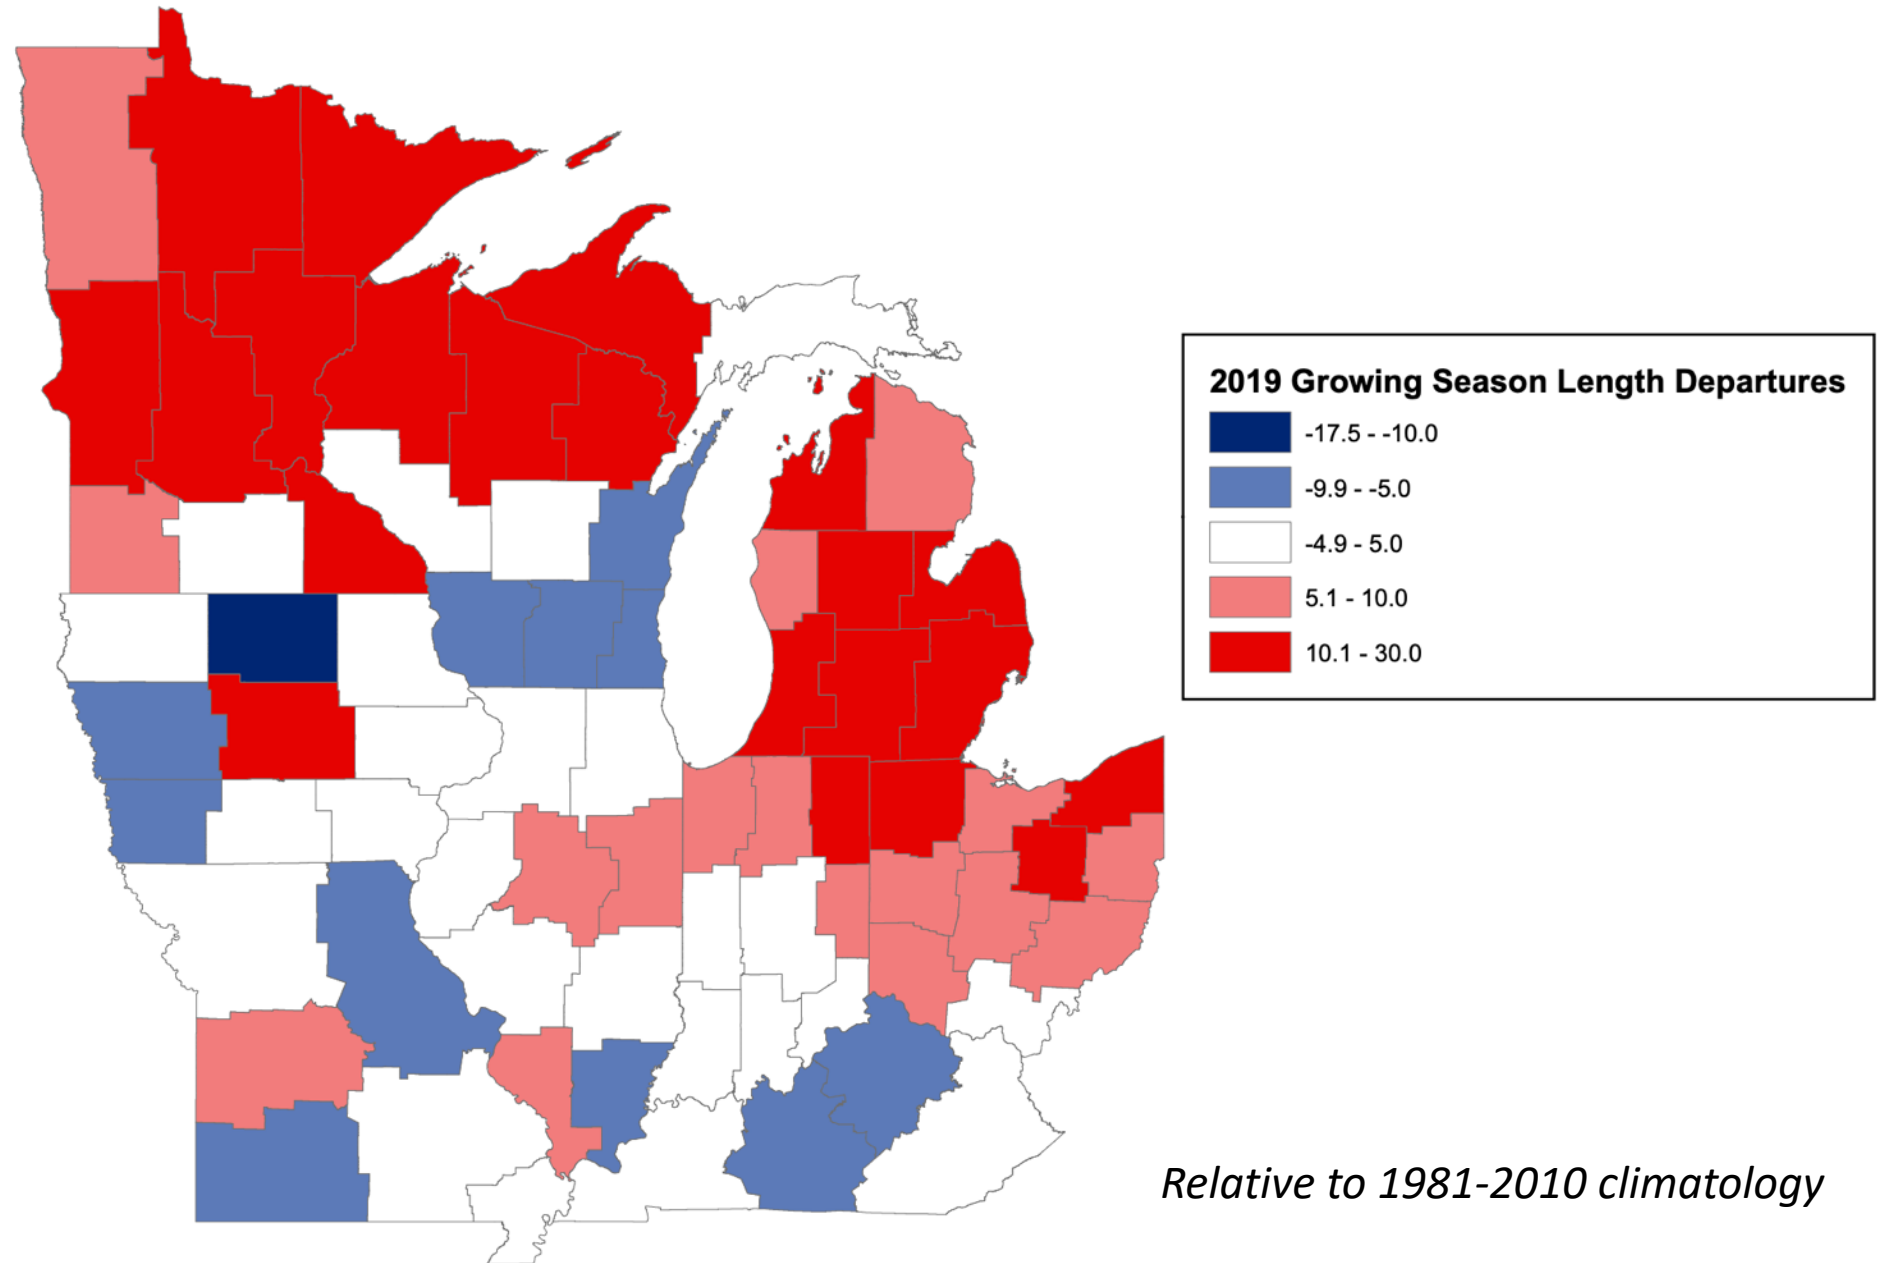 2019 Growing Season Length Departures
-17.5 - -10.0
-9.9 - -5.0
-4.9 - 5.0
5.1 - 10.0
10.1 - 30.0
Relative to 1981-2010 climatology